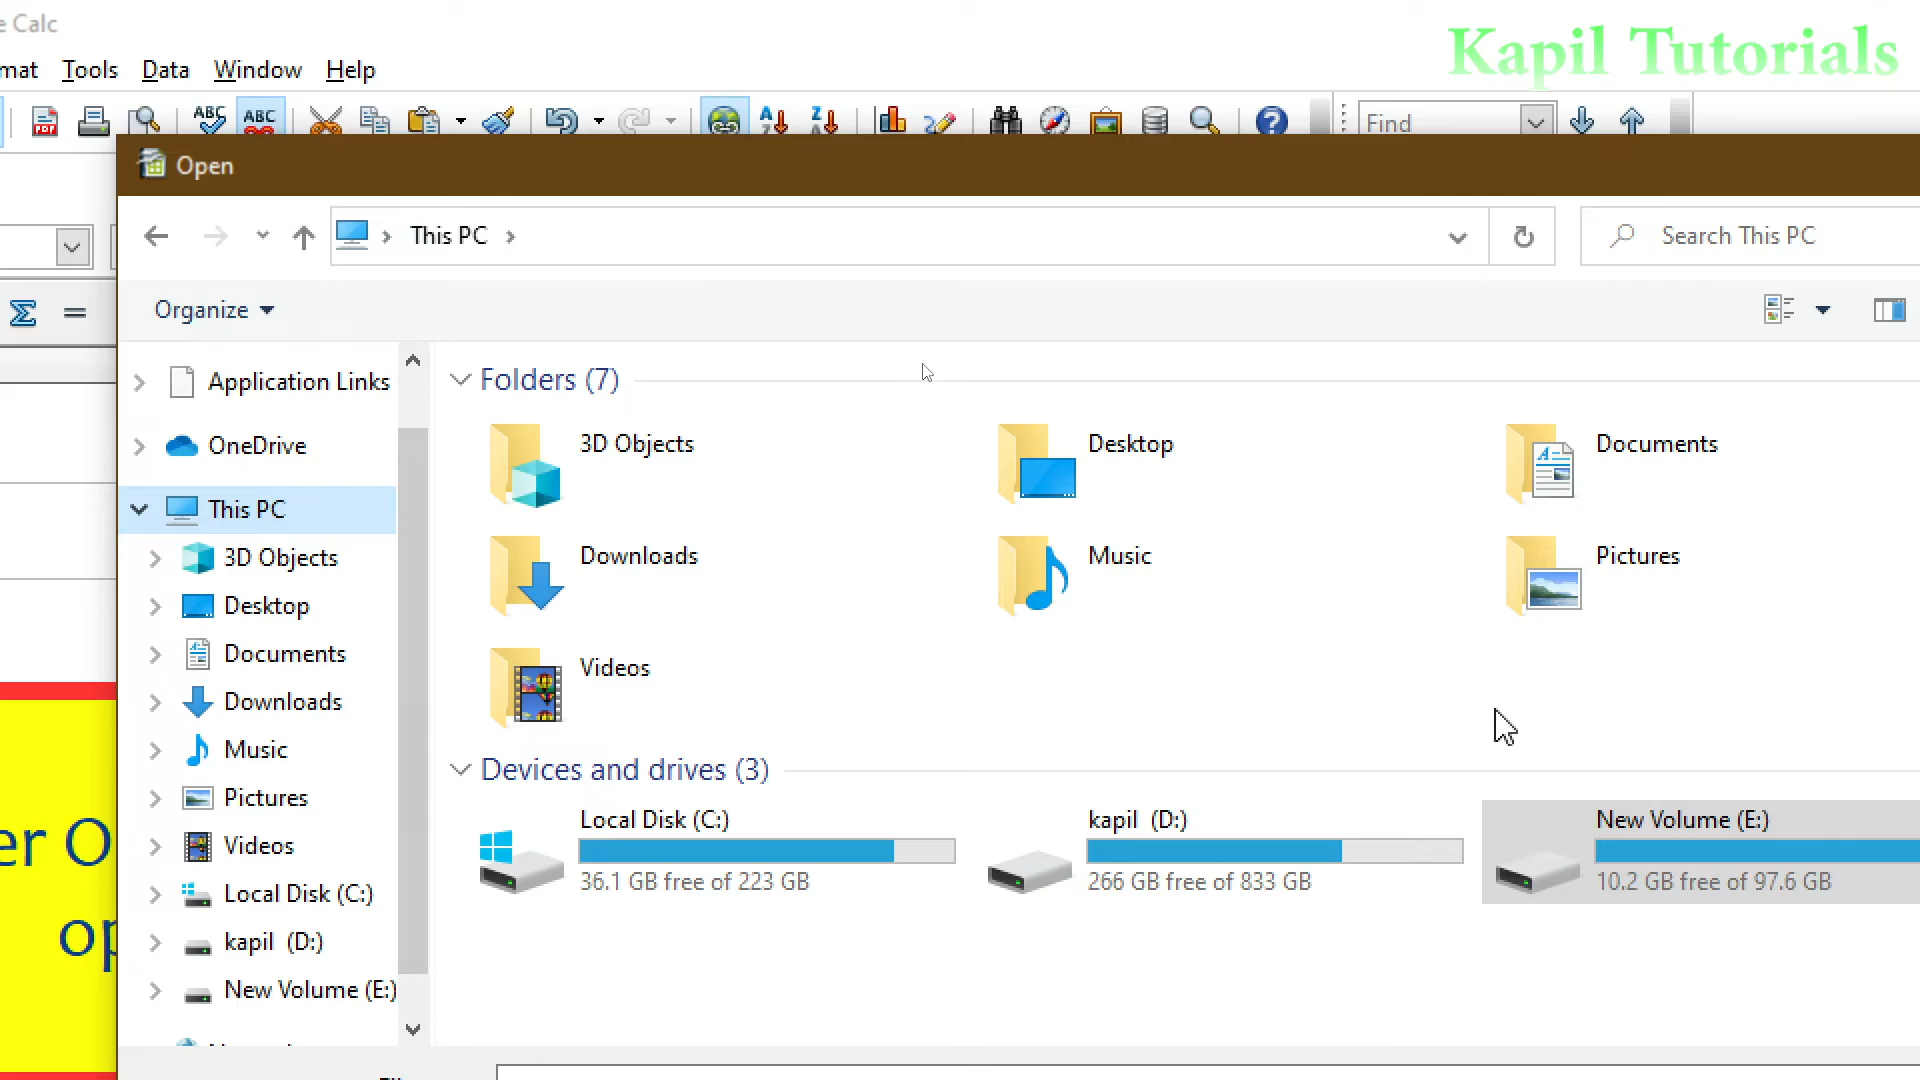 e Calc
Kapil Tutorials
mat Tools Data Window Help
PDF ABC ABC A Z Z A ? Find
Open
This PC
Search This PC
Organize
Application Links
OneDrive
This PC
3D Objects
Desktop
Documents
Downloads
Music
Pictures
Videos
Local Disk (C:)
kapil (D:)
New Volume (E:)
Folders (7)
3D Objects Desktop Documents
Downloads Music Pictures
Videos
Devices and drives (3)
Local Disk (C:) kapil (D:) New Volume (E:)
36.1 GB free of 223 GB 266 GB free of 833 GB 10.2 GB free of 97.6 GB
er O
op